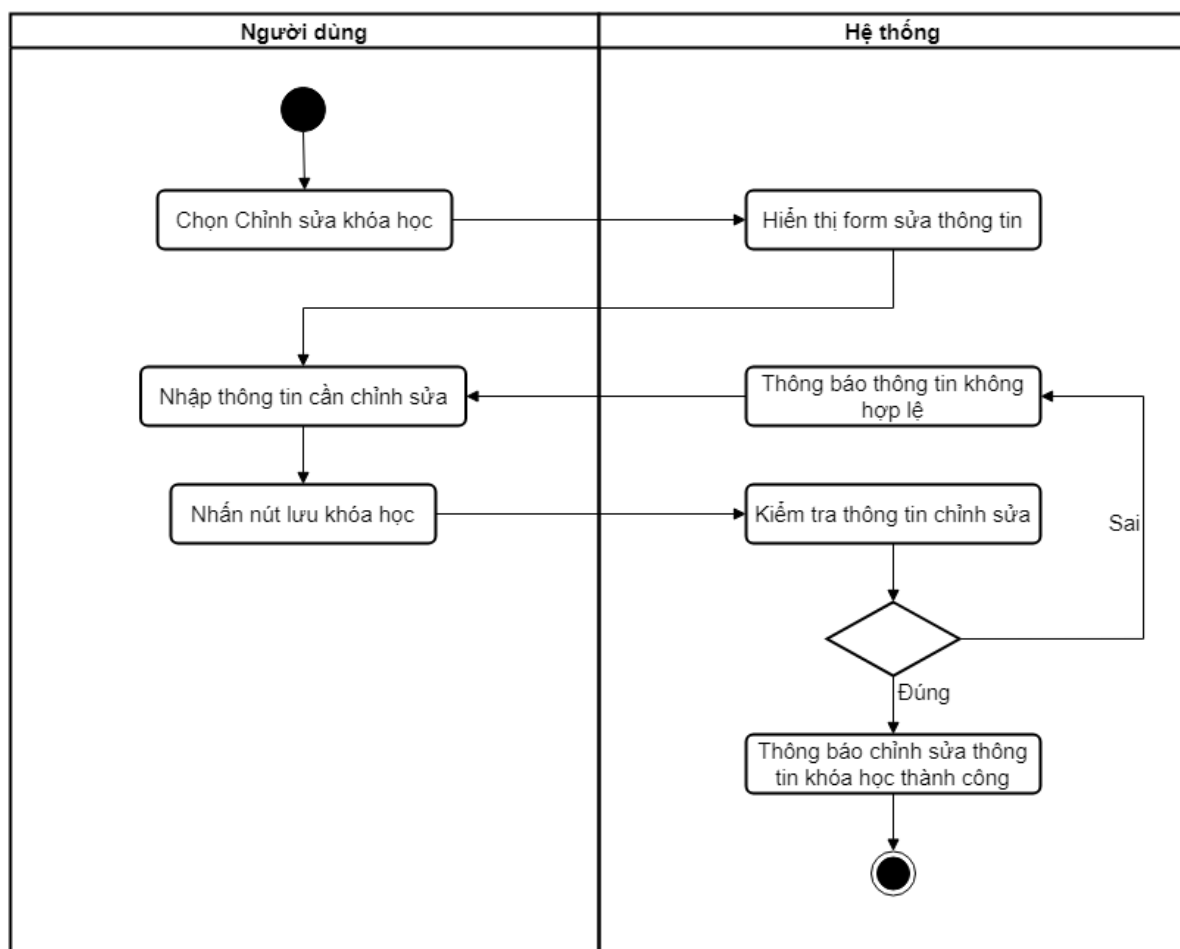 Người dùng
Hệ thống
Chọn Chỉnh sửa khóa học
Hiển thị form sửa thông tin
Nhập thông tin cần chỉnh sửa
Thông báo thông tin không
hợp lệ
Nhấn nút lưu khóa học
Kiểm tra thông tin chỉnh sửa
Sai
Đúng
Thông báo chỉnh sửa thông
tin khóa học thành công